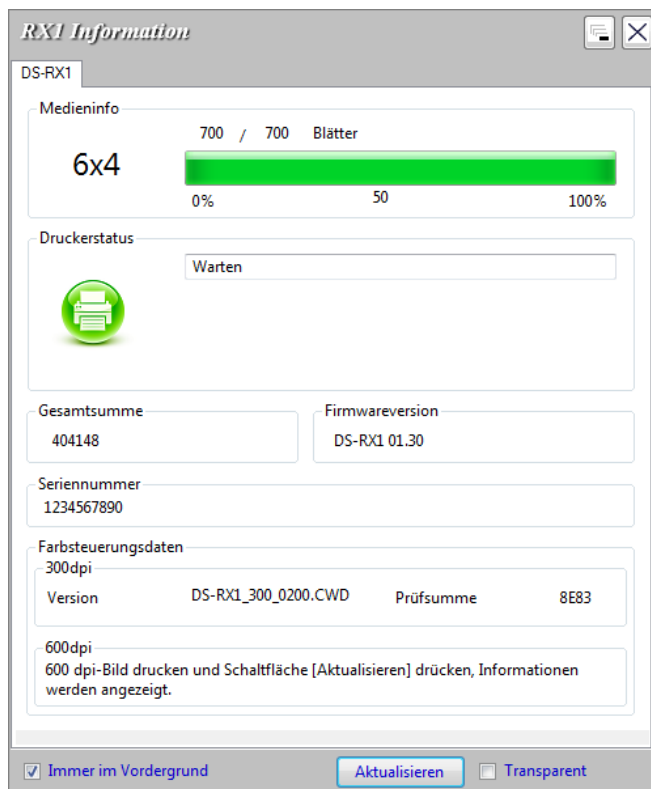 RX1 Information
DS-RX1
Medieninfo
700 / 700 Blätter
6x4
0% 50 100%
Druckerstatus
Warten
Gesamtsumme
404148
Firmwareversion
DS-RX1 01.30
Seriennummer
1234567890
Farbsteuerungsdaten
300dpi
Version DS-RX1_300_0200.CWD Prüfsumme 8E83
600dpi
600 dpi-Bild drucken und Schaltfläche [Aktualisieren] drücken, Informationen
werden angezeigt.
Immer im Vordergrund Aktualisieren Transparent